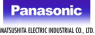 Panasonic
MATSUSHITA ELECTRIC INDUSTRIAL CO., LTD.